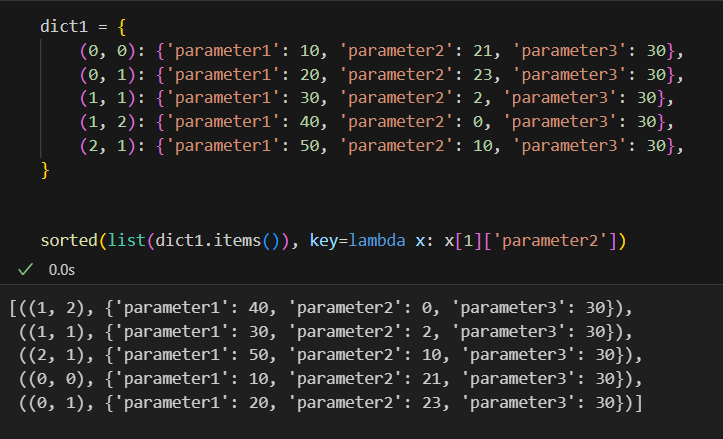 dict1 = {
    (0, 0): {'parameter1': 10, 'parameter2': 21, 'parameter3': 30},
    (0, 1): {'parameter1': 20, 'parameter2': 23, 'parameter3': 30},
    (1, 1): {'parameter1': 30, 'parameter2': 2, 'parameter3': 30},
    (1, 2): {'parameter1': 40, 'parameter2': 0, 'parameter3': 30},
    (2, 1): {'parameter1': 50, 'parameter2': 10, 'parameter3': 30},
}
sorted(list(dict1.items()), key=lambda x: x[1]['parameter2'])
0.0s
[((1, 2), {'parameter1': 40, 'parameter2': 0, 'parameter3': 30}),
 ((1, 1), {'parameter1': 30, 'parameter2': 2, 'parameter3': 30}),
 ((2, 1), {'parameter1': 50, 'parameter2': 10, 'parameter3': 30}),
 ((0, 0), {'parameter1': 10, 'parameter2': 21, 'parameter3': 30}),
 ((0, 1), {'parameter1': 20, 'parameter2': 23, 'parameter3': 30})]